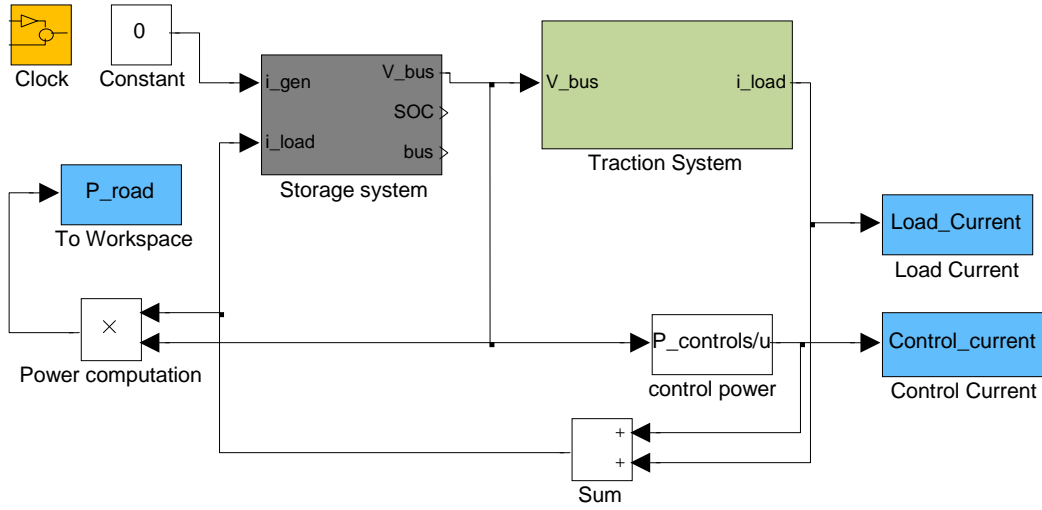 Clock
0
Constant
i_gen
i_load
V_bus
SOC
bus
Storage system
V_bus
i_load
Traction System
P_road
To Workspace
Load_Current
Load Current
×
Power computation
P_controls/u
control power
Control_current
Control Current
+
+
Sum